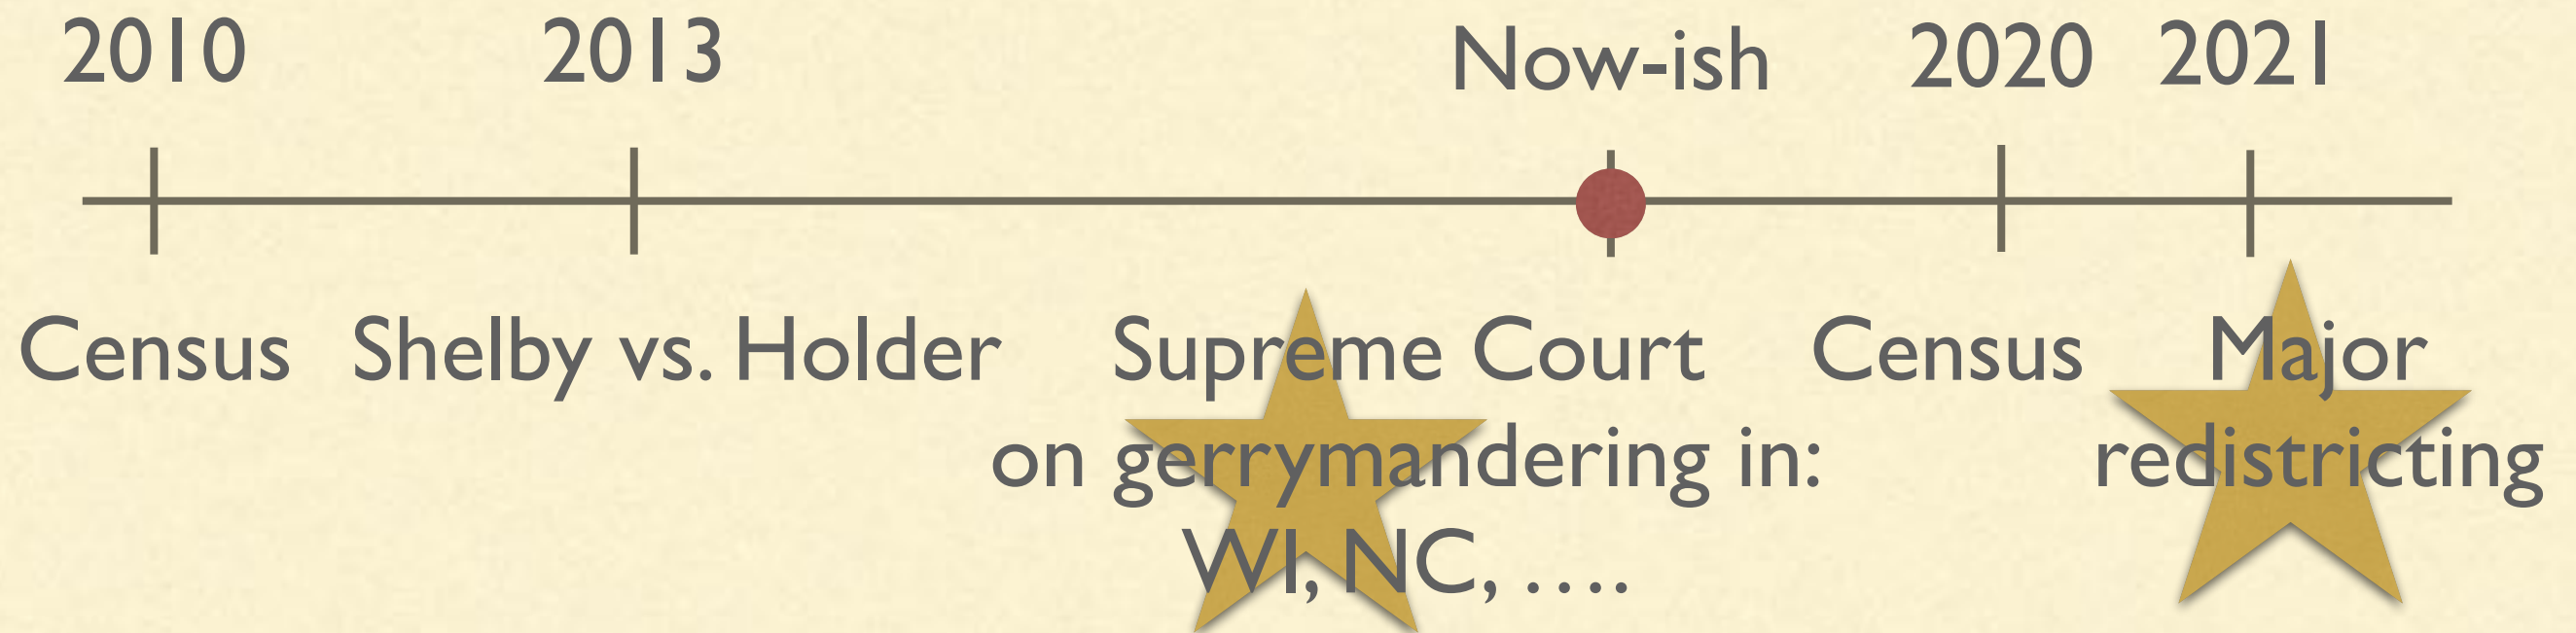 2010 2013 Now-ish 2020 2021
Census Shelby vs. Holder Supreme Court Census Major
on gerrymandering in: redistricting
WI, NC, ....